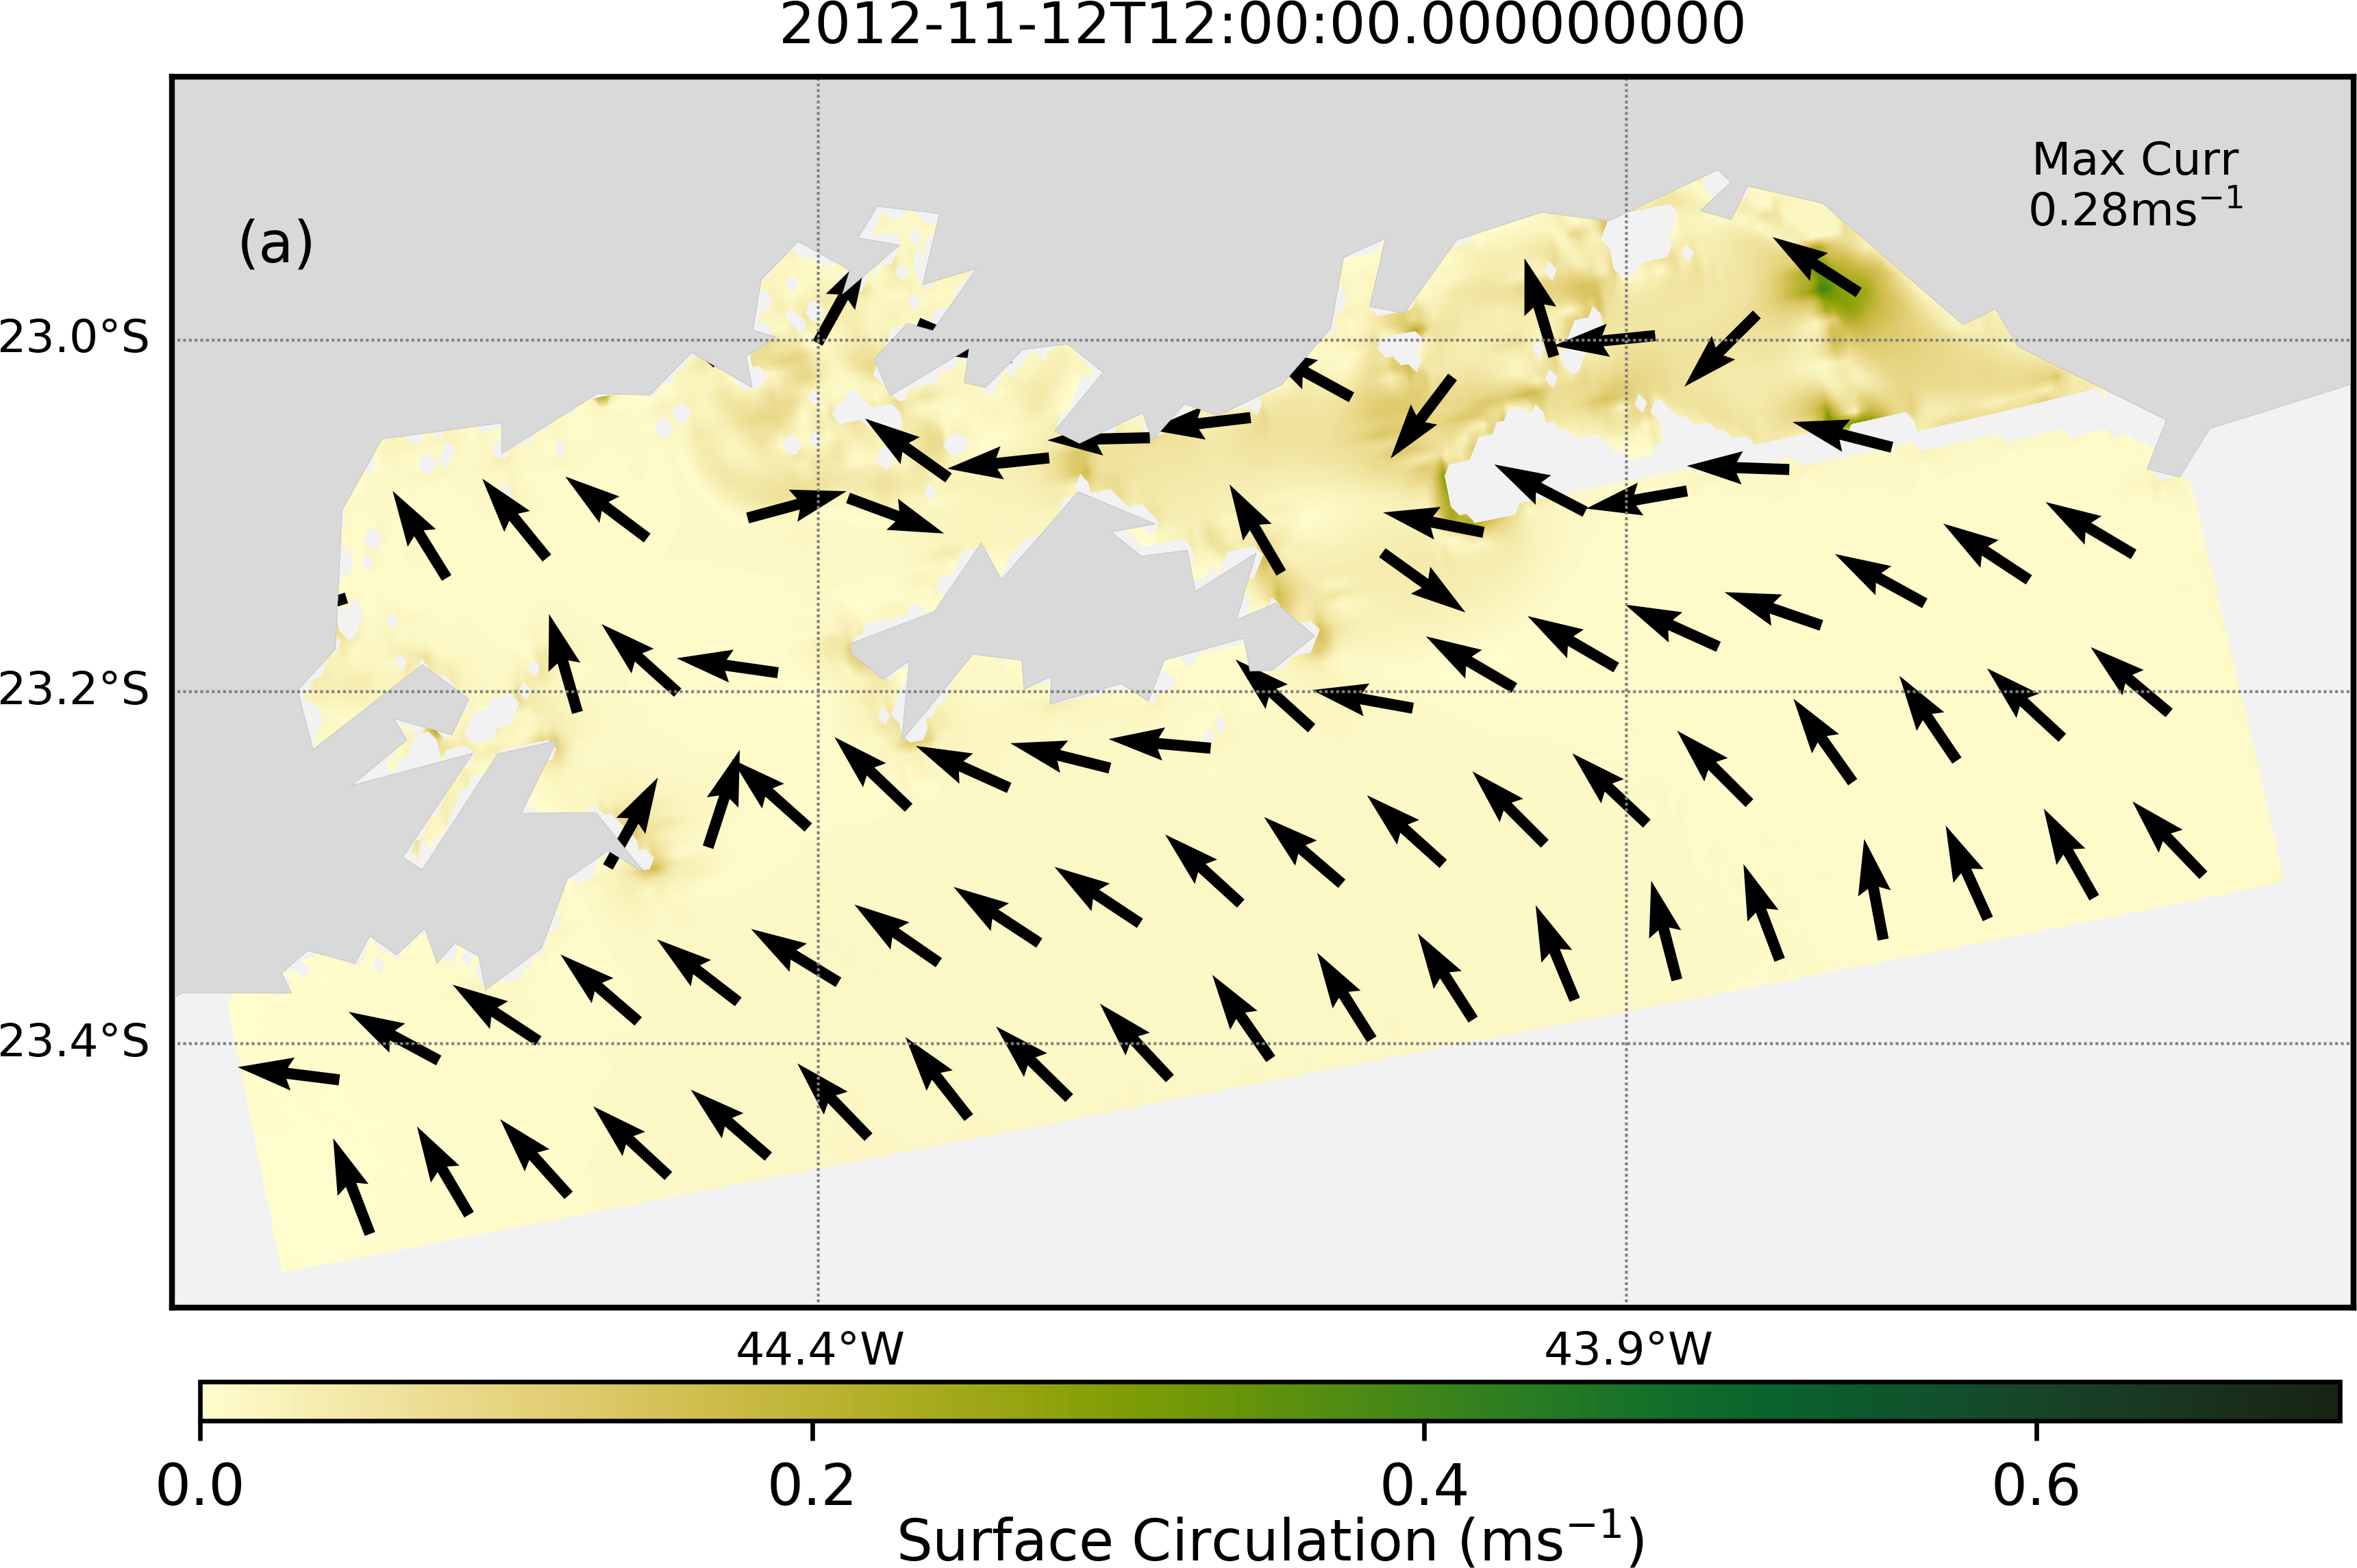 2012-11-12T12:00:00.000000000
Max Curr
0.28ms⁻¹
(a)
23.0°S
23.2°S
23.4°S
44.4°W 43.9°W
0.0 0.2 0.4 0.6
Surface Circulation (ms⁻¹)